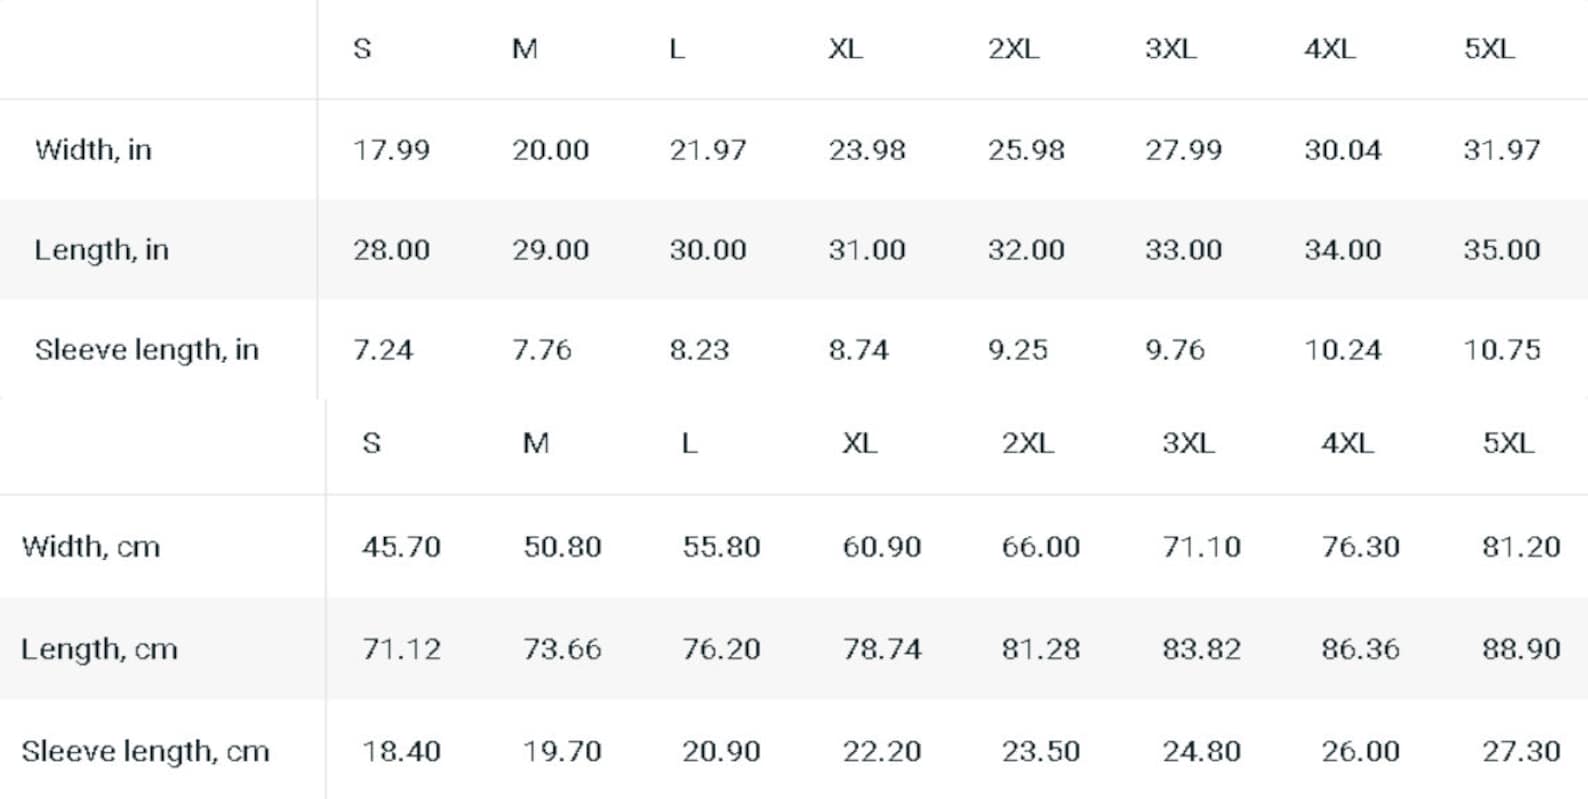 S M L XL 2XL 3XL 4XL 5XL
Width, in 17.99 20.00 21.97 23.98 25.98 27.99 30.04 31.97
Length, in 28.00 29.00 30.00 31.00 32.00 33.00 34.00 35.00
Sleeve length, in 7.24 7.76 8.23 8.74 9.25 9.76 10.24 10.75
S M L XL 2XL 3XL 4XL 5XL
Width, cm 45.70 50.80 55.80 60.90 66.00 71.10 76.30 81.20
Length, cm 71.12 73.66 76.20 78.74 81.28 83.82 86.36 88.90
Sleeve length, cm 18.40 19.70 20.90 22.20 23.50 24.80 26.00 27.30